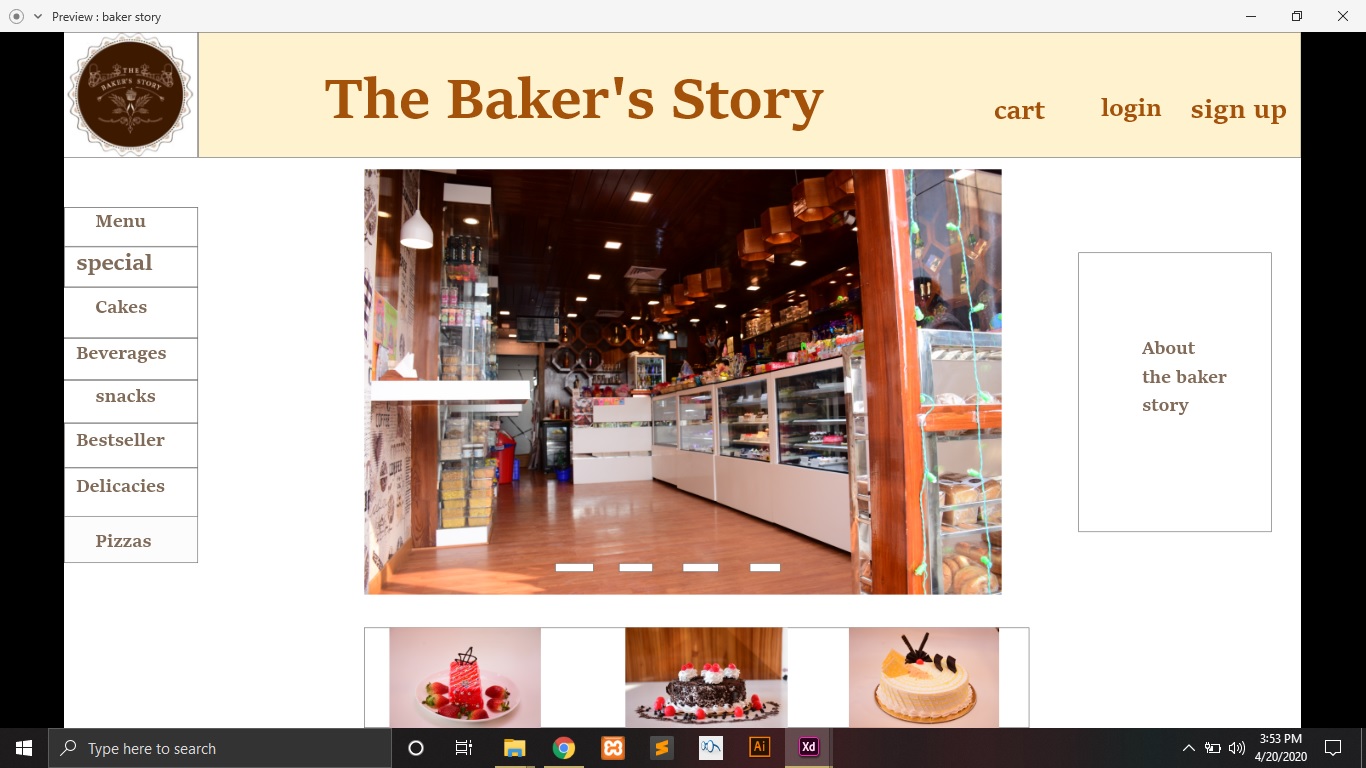 Preview : baker story
THE
BAKER'S STORY
The Baker's Story
cart
login
sign up
Menu
special
Cakes
Beverages
snacks
Bestseller
Delicacies
Pizzas
About
the baker
story
Type here to search
Ai
Xd
3:53 PM
4/20/2020